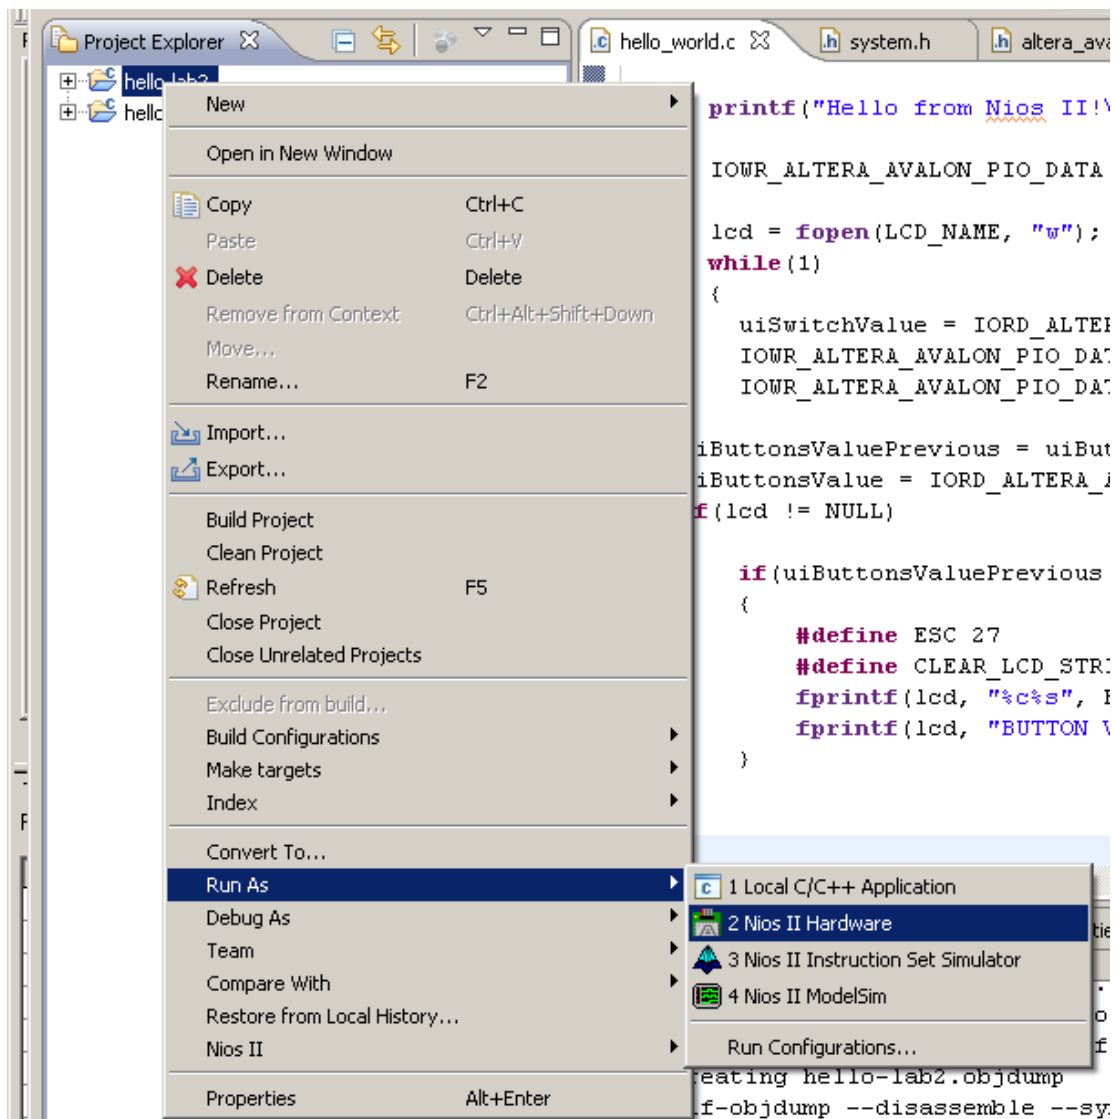 Project Explorer
hello_world.c
system.h
hello-lab2
New
Open in New Window
Copy Ctrl+C
Paste Ctrl+V
Delete Delete
Remove from Context Ctrl+Alt+Shift+Down
Move...
Rename... F2
Import...
Export...
Build Project
Clean Project
Refresh F5
Close Project
Close Unrelated Projects
Exclude from build...
Build Configurations
Make targets
Index
Convert To...
Run As
Debug As
Team
Compare With
Restore from Local History...
Nios II
Properties Alt+Enter
1 Local C/C++ Application
2 Nios II Hardware
3 Nios II Instruction Set Simulator
4 Nios II ModelSim
Run Configurations...
printf("Hello from Nios II!\
IOWR_ALTERA_AVALON_PIO_DATA
lcd = fopen(LCD_NAME, "w");
while(1)
{
uiSwitchValue = IORD_ALTER
IOWR_ALTERA_AVALON_PIO_DAT
IOWR_ALTERA_AVALON_PIO_DAT
iButtonsValuePrevious = uiBut
iButtonsValue = IORD_ALTERA_A
f(lcd != NULL)
if(uiButtonsValuePrevious
{
#define ESC 27
#define CLEAR_LCD_STRI
fprintf(lcd, "%c%s", E
fprintf(lcd, "BUTTON V
}
eating hello-lab2.objdump
f-objdump --disassemble --sy